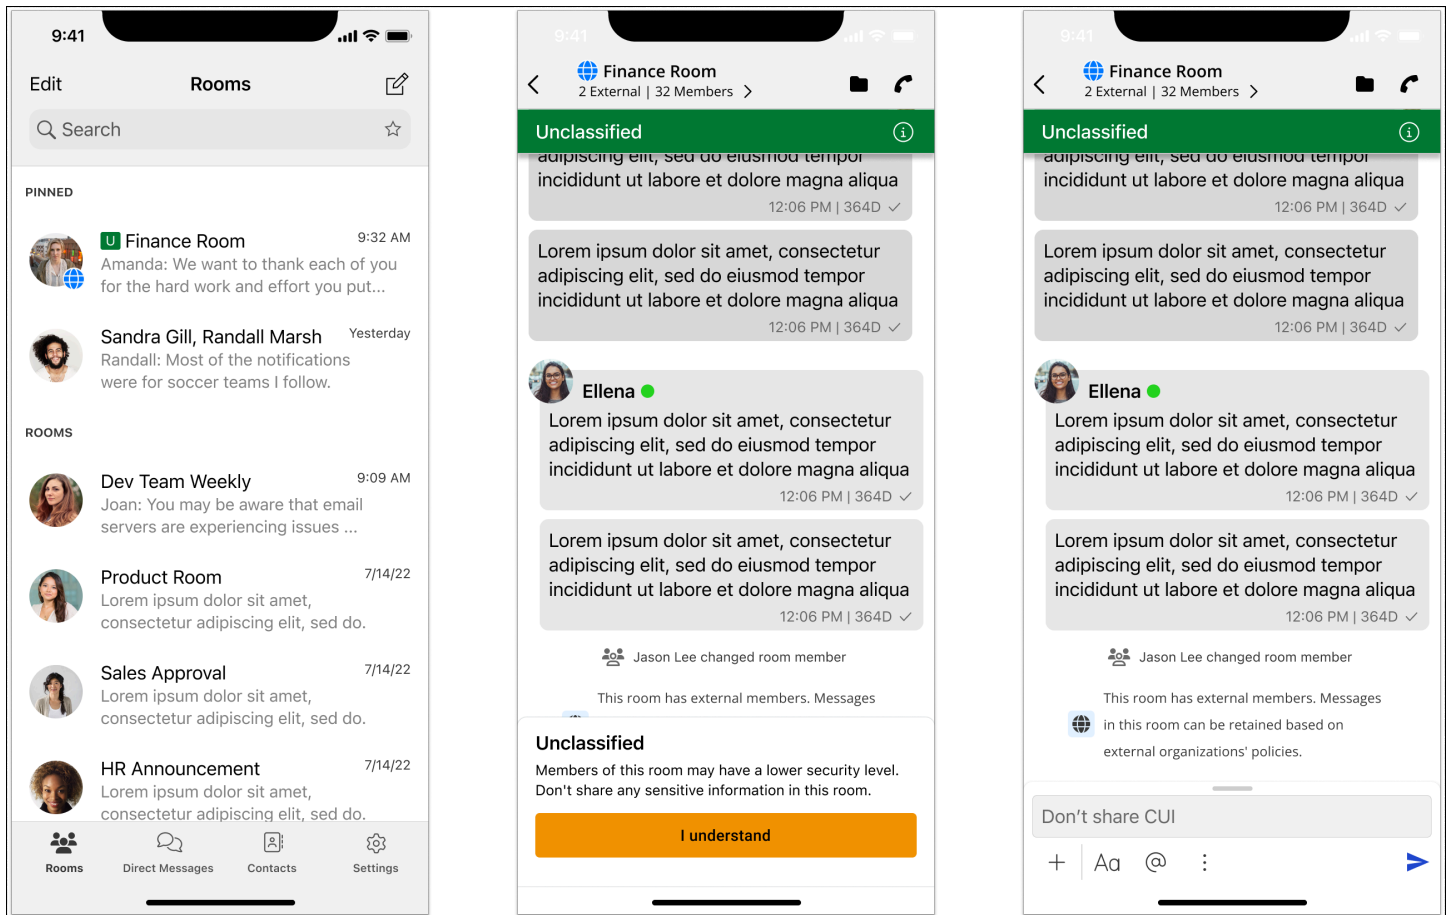 9:41
Edit
Rooms
Search
PINNED
U Finance Room
9:32 AM
Amanda: We want to thank each of you
for the hard work and effort you put...
Sandra Gill, Randall Marsh
Yesterday
Randall: Most of the notifications
were for soccer teams I follow.
ROOMS
Dev Team Weekly
9:09 AM
Joan: You may be aware that email
servers are experiencing issues ...
Product Room
7/14/22
Lorem ipsum dolor sit amet,
consectetur adipiscing elit, sed do.
Sales Approval
7/14/22
Lorem ipsum dolor sit amet,
consectetur adipiscing elit, sed do.
HR Announcement
7/14/22
Lorem ipsum dolor sit amet,
consectetur adipiscing elit, sed do.
Rooms
Direct Messages
Contacts
Settings
9:41
Finance Room
2 External | 32 Members
Unclassified
adipiscing elit, sed do eiusmod tempor
incididunt ut labore et dolore magna aliqua
12:06 PM | 364D
Lorem ipsum dolor sit amet, consectetur
adipiscing elit, sed do eiusmod tempor
incididunt ut labore et dolore magna aliqua
12:06 PM | 364D
Ellena
Lorem ipsum dolor sit amet, consectetur
adipiscing elit, sed do eiusmod tempor
incididunt ut labore et dolore magna aliqua
12:06 PM | 364D
Lorem ipsum dolor sit amet, consectetur
adipiscing elit, sed do eiusmod tempor
incididunt ut labore et dolore magna aliqua
12:06 PM | 364D
Jason Lee changed room member
This room has external members. Messages
Unclassified
Members of this room may have a lower security level.
Don't share any sensitive information in this room.
I understand
9:41
Finance Room
2 External | 32 Members
Unclassified
adipiscing elit, sed do eiusmod tempor
incididunt ut labore et dolore magna aliqua
12:06 PM | 364D
Lorem ipsum dolor sit amet, consectetur
adipiscing elit, sed do eiusmod tempor
incididunt ut labore et dolore magna aliqua
12:06 PM | 364D
Ellena
Lorem ipsum dolor sit amet, consectetur
adipiscing elit, sed do eiusmod tempor
incididunt ut labore et dolore magna aliqua
12:06 PM | 364D
Lorem ipsum dolor sit amet, consectetur
adipiscing elit, sed do eiusmod tempor
incididunt ut labore et dolore magna aliqua
12:06 PM | 364D
Jason Lee changed room member
This room has external members. Messages
in this room can be retained based on
external organizations' policies.
Don’t share CUI
Aa @